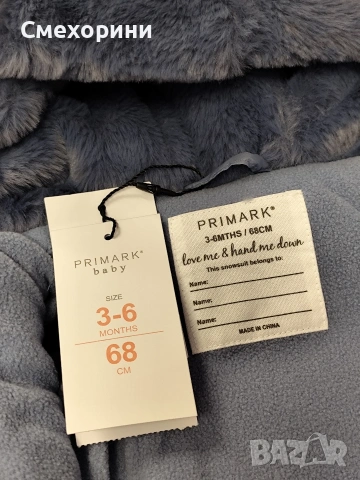 Смехорини
PRIMARK®
baby
SIZE
3-6
MONTHS
68
CM
PRIMARK®
3-6MTHS / 68CM
love me & hand me down
This snowsuit belongs to:
Name:
Name:
Name:
MADE IN CHINA
BAZAR